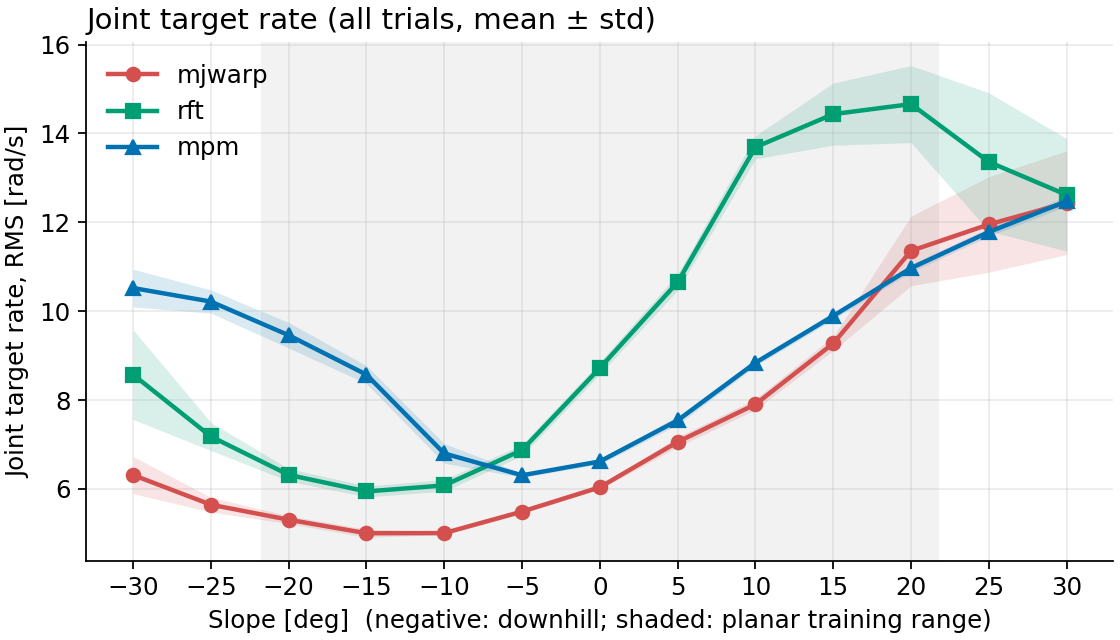 Joint target rate (all trials, mean ± std)
Joint target rate, RMS [rad/s]
16
14
12
10
8
6
mjwarp
rft
mpm
−30 −25 −20 −15 −10 −5 0 5 10 15 20 25 30
Slope [deg]  (negative: downhill; shaded: planar training range)